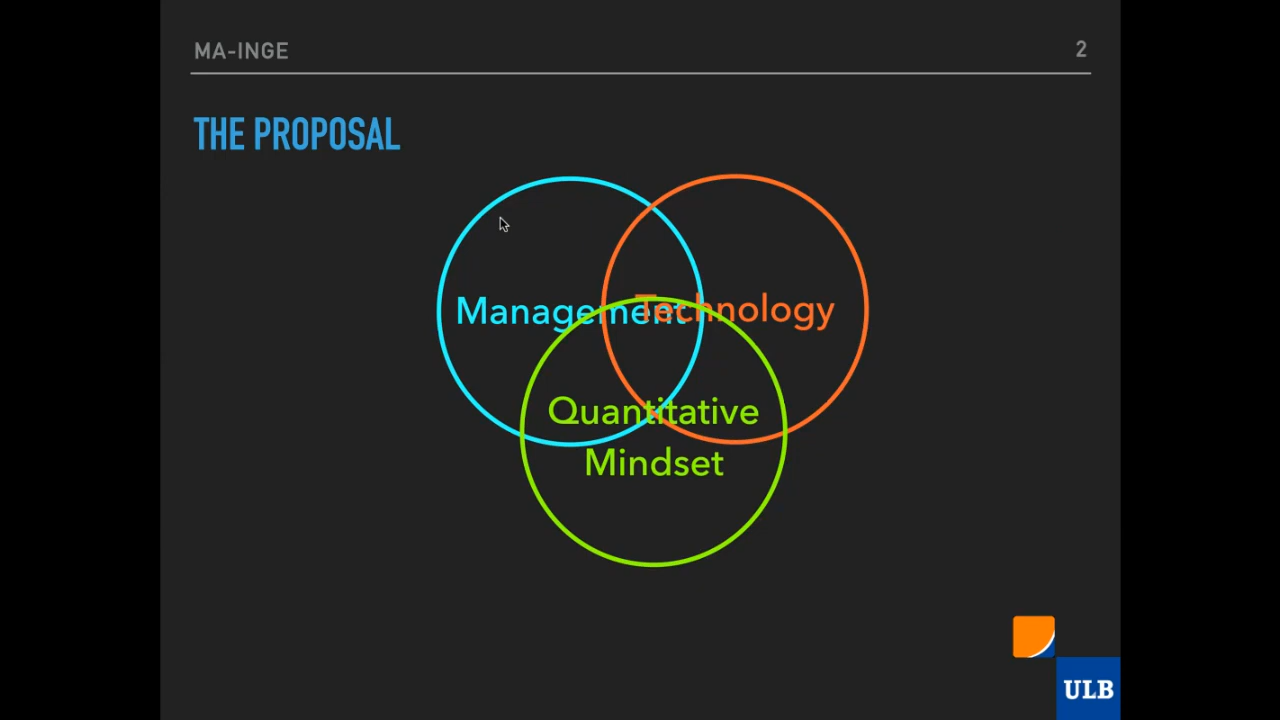 MA-INGE
2
THE PROPOSAL
Management
Technology
Quantitative
Mindset
ULB